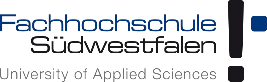 Fachhochschule
Südwestfalen
University of Applied Sciences